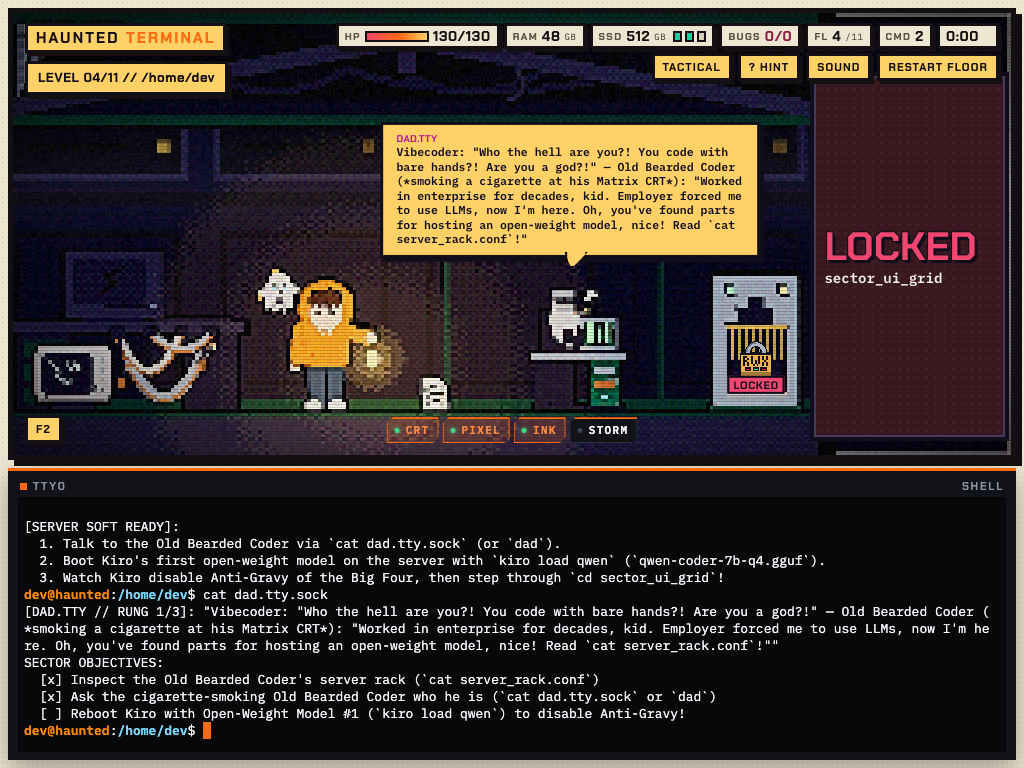 HAUNTED TERMINAL
HP 130/130
RAM 48 GB
SSD 512 GB
BUGS 0/0
FL 4 /11
CMD 2
0:00
LEVEL 04/11 // /home/dev
TACTICAL
? HINT
SOUND
RESTART FLOOR
DAD.TTY
Vibecoder: "Who the hell are you?! You code with
bare hands?! Are you a god?!" — Old Bearded Coder
(*smoking a cigarette at his Matrix CRT*): "Worked
in enterprise for decades, kid. Employer forced me
to use LLMs, now I'm here. Oh, you've found parts
for hosting an open-weight model, nice! Read `cat
server_rack.conf`!"
LOCKED
sector_ui_grid
RWX
LOCKED
F2
CRT
PIXEL
INK
STORM
TTY0
SHELL
[SERVER SOFT READY]:
1. Talk to the Old Bearded Coder via `cat dad.tty.sock` (or `dad`).
2. Boot Kiro's first open-weight model on the server with `kiro load qwen` (`qwen-coder-7b-q4.gguf`).
3. Watch Kiro disable Anti-Gravy of the Big Four, then step through `cd sector_ui_grid`!
dev@haunted:/home/dev$ cat dad.tty.sock
[DAD.TTY // RUNG 1/3]: "Vibecoder: "Who the hell are you?! You code with bare hands?! Are you a god?!" — Old Bearded Coder (
*smoking a cigarette at his Matrix CRT*): "Worked in enterprise for decades, kid. Employer forced me to use LLMs, now I'm he
re. Oh, you've found parts for hosting an open-weight model, nice! Read `cat server_rack.conf`!""
SECTOR OBJECTIVES:
[x] Inspect the Old Bearded Coder's server rack (`cat server_rack.conf`)
[x] Ask the cigarette-smoking Old Bearded Coder who he is (`cat dad.tty.sock` or `dad`)
[ ] Reboot Kiro with Open-Weight Model #1 (`kiro load qwen`) to disable Anti-Gravy!
dev@haunted:/home/dev$